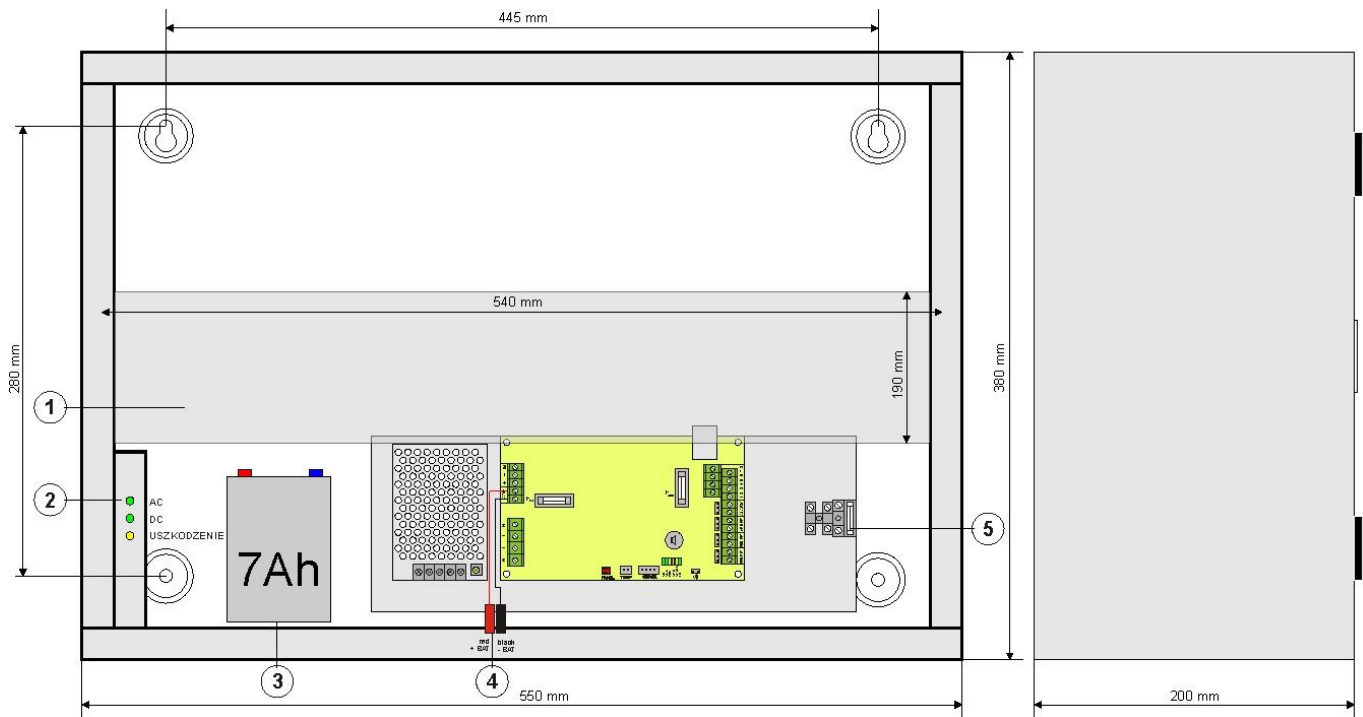 445 mm
540 mm
280 mm
190 mm
380 mm
1
2
AC
DC
USZKODZENIE
7Ah
5
red
+ BAT
black
- BAT
3
4
550 mm
200 mm